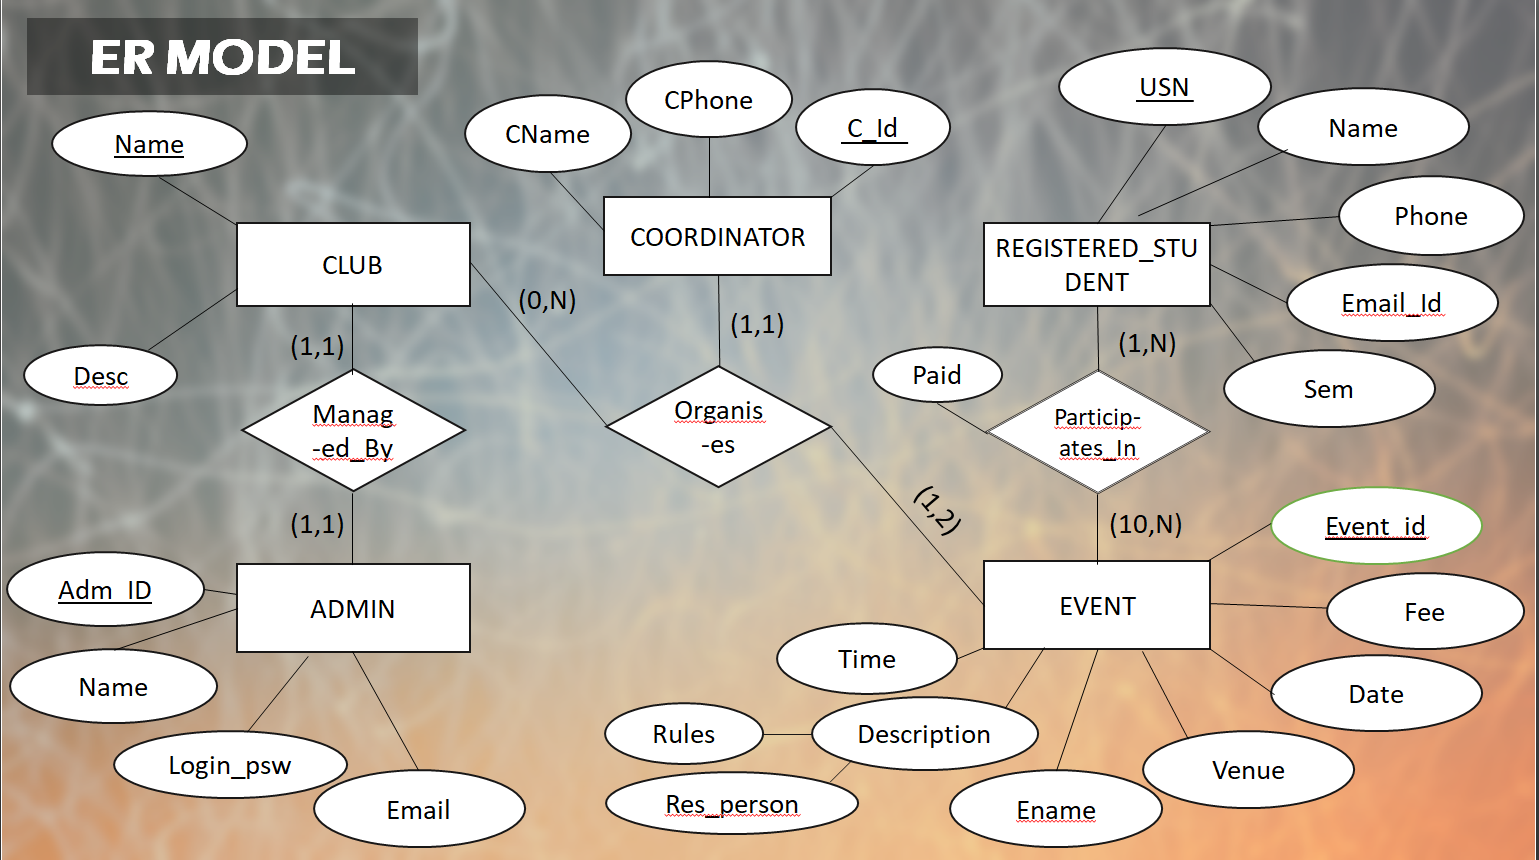 ER MODEL
Name
CName
CPhone
C_Id
USN
Name
Phone
Email_Id
Sem
CLUB
COORDINATOR
REGISTERED_STU
DENT
Desc
(0,N)
(1,1)
(1,1)
(1,N)
Paid
Manag
-ed_By
Organis
-es
Particip-
ates_In
(1,1)
(1,2)
(10,N)
Event_id
Adm_ID
ADMIN
EVENT
Fee
Name
Time
Date
Login_psw
Rules
Description
Venue
Email
Res_person
Ename